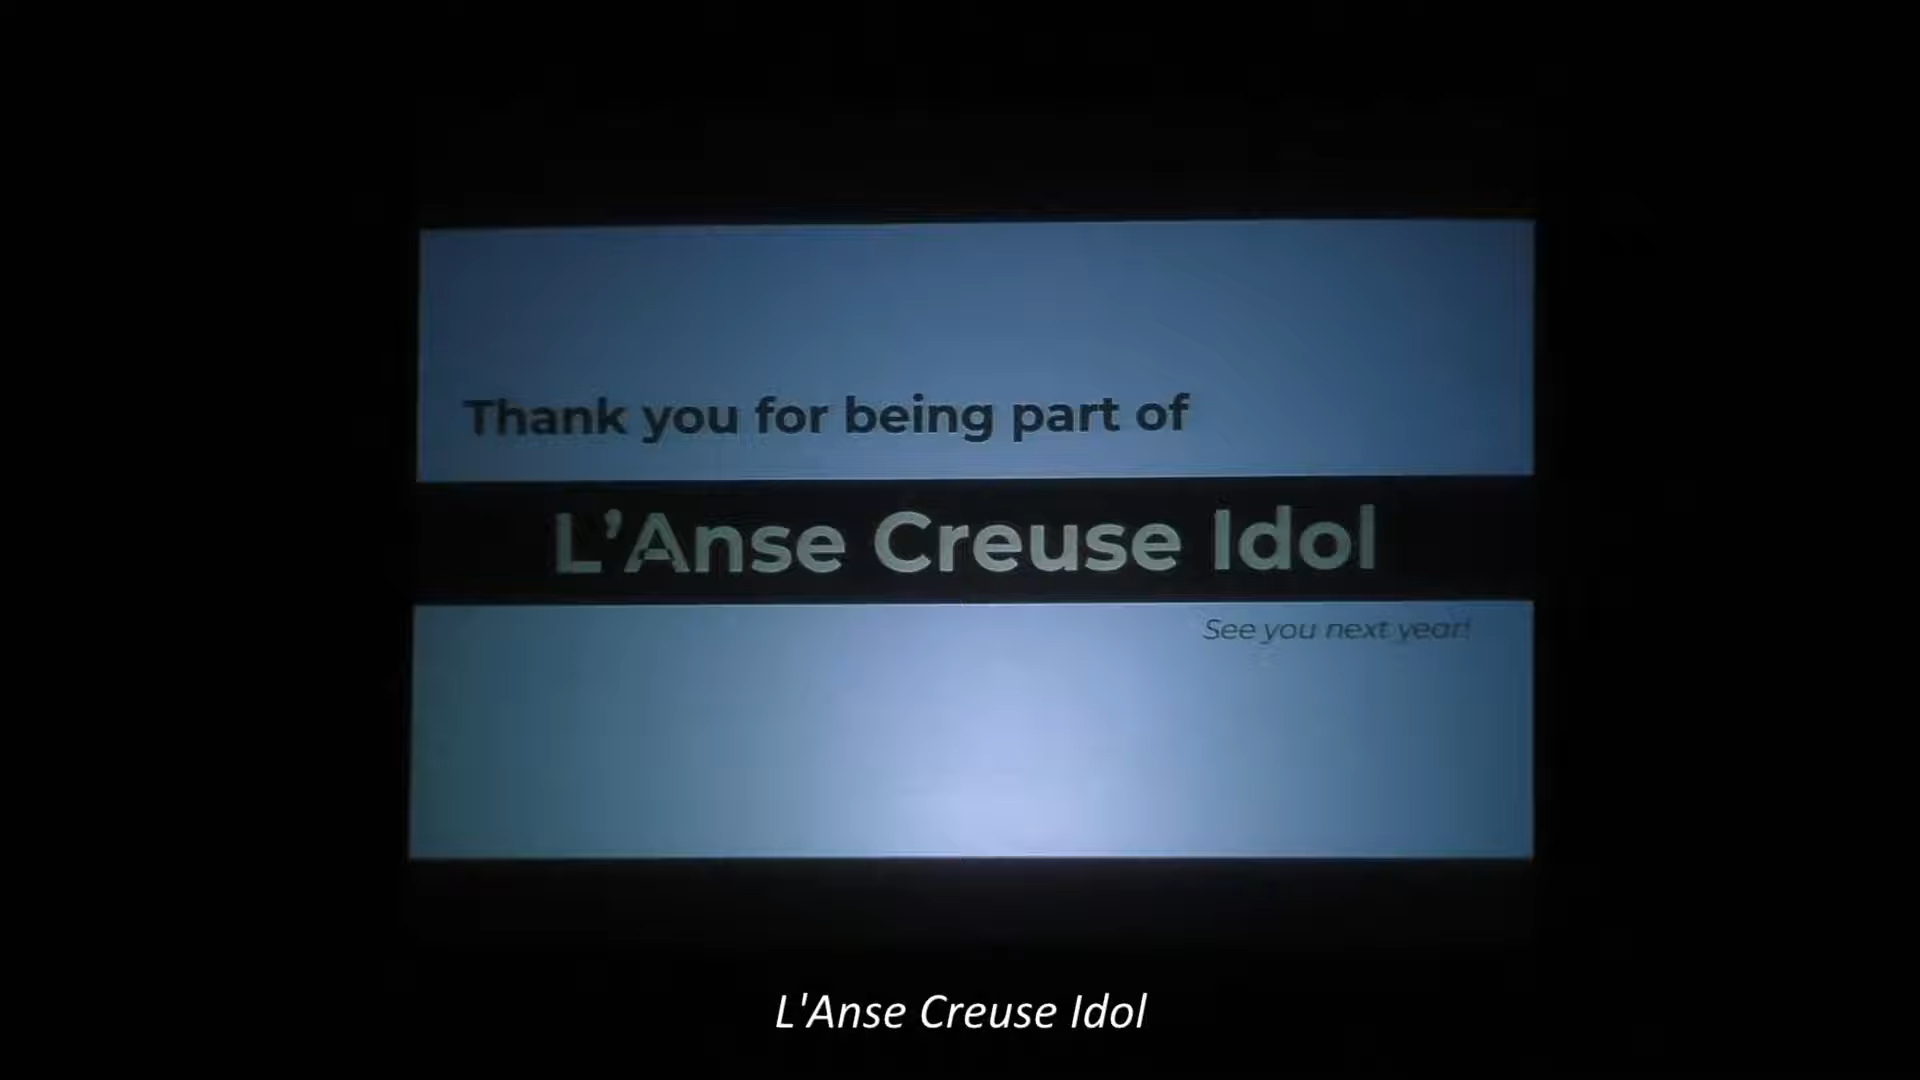 Thank you for being part of
L’Anse Creuse Idol
See you next year!
L'Anse Creuse Idol